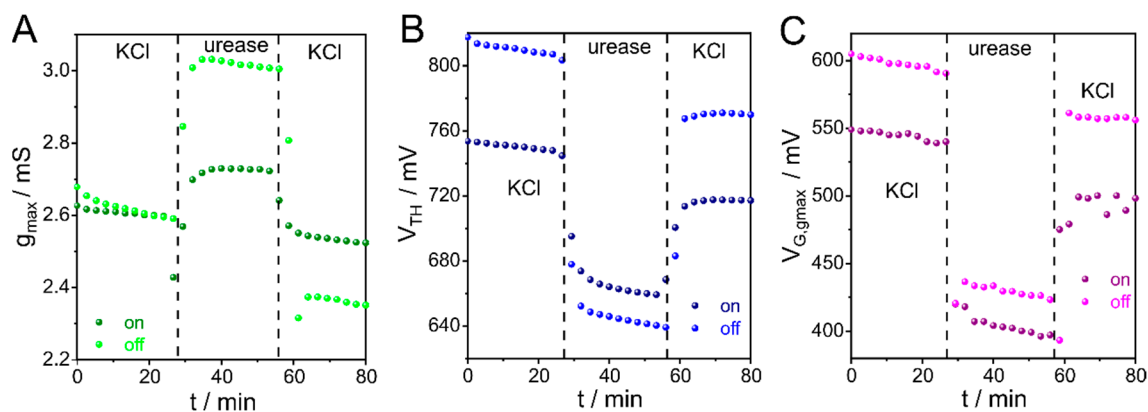 A
KCl
urease
KCl
g_max / mS
3.0
2.8
2.6
2.4
2.2
on
off
0
20
40
60
80
t / min
B
urease
KCl
KCl
V_TH / mV
800
760
720
680
640
on
off
0
20
40
60
80
t / min
C
urease
KCl
KCl
V_G,gmax / mV
600
550
500
450
400
on
off
0
20
40
60
80
t / min